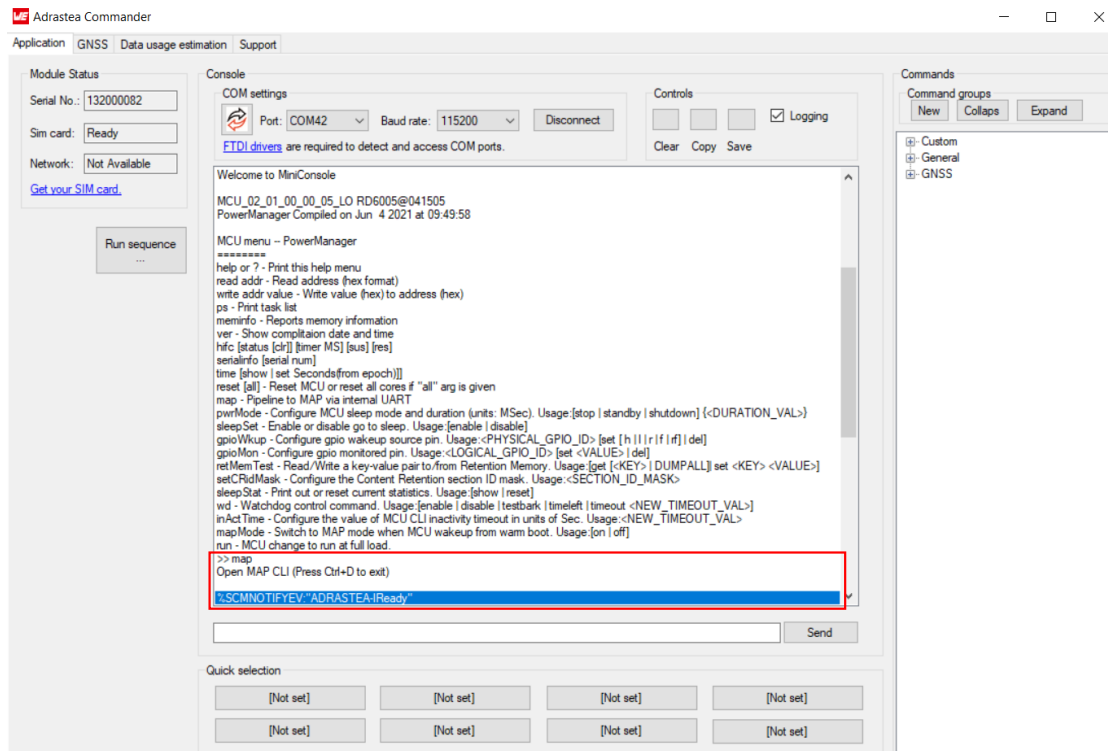 WE Adrastea Commander
Application GNSS Data usage estimation Support
Module Status
Serial No.: 132000082
Sim card: Ready
Network: Not Available
Get your SIM card.
Run sequence
...
Console
COM settings
Port: COM42 Baud rate: 115200 Disconnect
FTDI drivers are required to detect and access COM ports.
Controls
Logging
Clear Copy Save
Welcome to MiniConsole
MCU_02_01_00_00_05_LO RD6005@041505
PowerManager Compiled on Jun 4 2021 at 09:49:58
MCU menu -- PowerManager
========
help or ? - Print this help menu
read addr - Read address (hex format)
write addr value - Write value (hex) to address (hex)
ps - Print task list
meminfo - Reports memory information
ver - Show complitaion date and time
hifc [status [clr]] [timer MS] [sus] [res]
serialinfo [serial num]
time [show | set Seconds(from epoch)]]
reset [all] - Reset MCU or reset all cores if "all" arg is given
map - Pipeline to MAP via internal UART
pwrMode - Configure MCU sleep mode and duration (units: MSec). Usage:[stop | standby | shutdown] {<DURATION_VAL>}
sleepSet - Enable or disable go to sleep. Usage:[enable | disable]
gpioWkup - Configure gpio wakeup source pin. Usage:<PHYSICAL_GPIO_ID> [set [ h | l | r | f | rf] | del]
gpioMon - Configure gpio monitored pin. Usage:<LOGICAL_GPIO_ID> [set <VALUE> | del]
retMemTest - Read/Write a key-value pair to/from Retention Memory. Usage:[get [<KEY> | DUMPALL]| set <KEY> <VALUE>]
setCRidMask - Configure the Content Retention section ID mask. Usage:<SECTION_ID_MASK>
sleepStat - Print out or reset current statistics. Usage:[show | reset]
wd - Watchdog control command. Usage:[enable | disable | testbark | timeleft | timeout <NEW_TIMEOUT_VAL>]
inActTime - Configure the value of MCU CLI inactivity timeout in units of Sec. Usage:<NEW_TIMEOUT_VAL>
mapMode - Switch to MAP mode when MCU wakeup from warm boot. Usage:[on | off]
run - MCU change to run at full load.
>> map
Open MAP CLI (Press Ctrl+D to exit)
%SCMNOTIFYEV:"ADRASTEA-IReady"
Send
Quick selection
[Not set] [Not set] [Not set] [Not set]
[Not set] [Not set] [Not set] [Not set]
Commands
Command groups
New Collaps Expand
Custom
General
GNSS